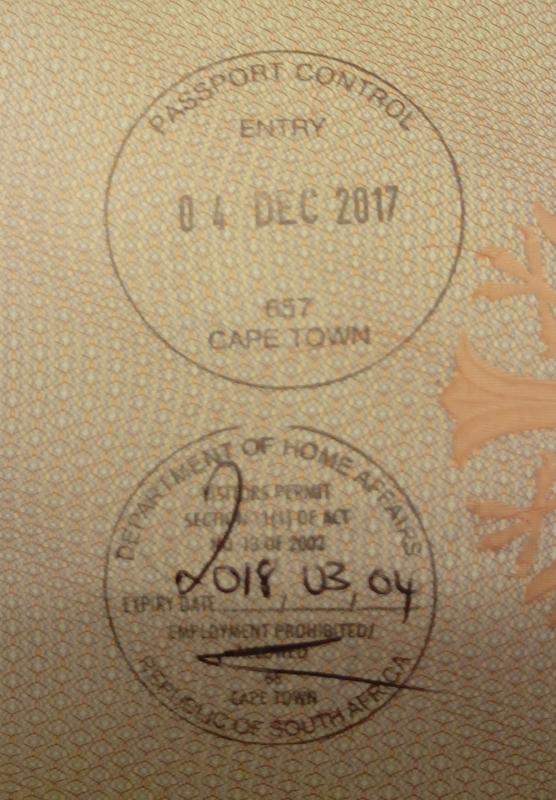 PASSPORT CONTROL
ENTRY
04 DEC 2017
657
CAPE TOWN
DEPARTMENT OF HOME AFFAIRS
VISITORS PERMIT
SECTION 11(1) OF ACT
NO. 13 OF 2002
2018 03 04
EXPIRY DATE / /
EMPLOYMENT PROHIBITED/
CAPE TOWN
REPUBLIC OF SOUTH AFRICA